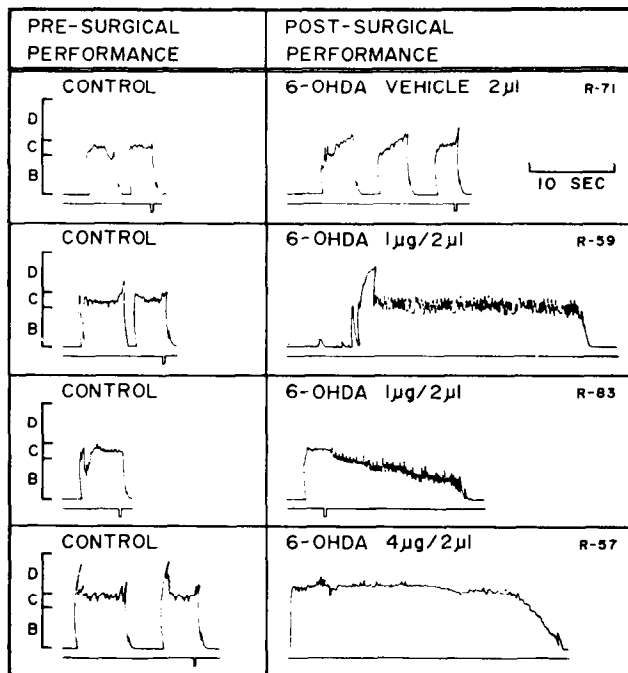 PRE-SURGICAL PERFORMANCE
POST-SURGICAL PERFORMANCE
CONTROL
6-OHDA VEHICLE 2µl R-71
D
C
B
10 SEC
CONTROL
6-OHDA 1µg/2µl R-59
D
C
B
CONTROL
6-OHDA 1µg/2µl R-83
D
C
B
CONTROL
6-OHDA 4µg/2µl R-57
D
C
B